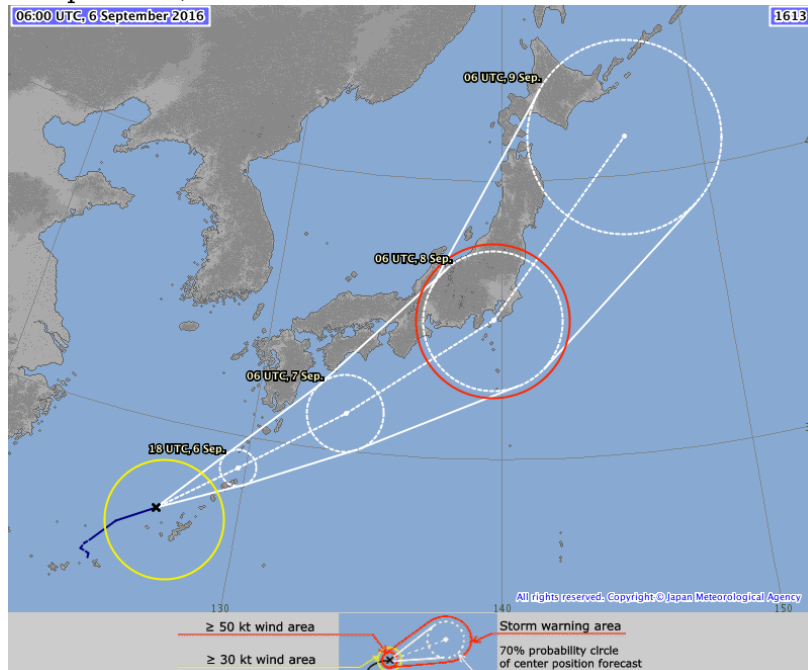 06:00 UTC, 6 September 2016
1613
06 UTC, 9 Sep.
06 UTC, 8 Sep.
06 UTC, 7 Sep.
18 UTC, 6 Sep.
4
3
All rights reserved. Copyright © Japan Meteorological Agency
130
140
150
≥ 50 kt wind area
Storm warning area
≥ 30 kt wind area
70% probability circle
of center position forecast